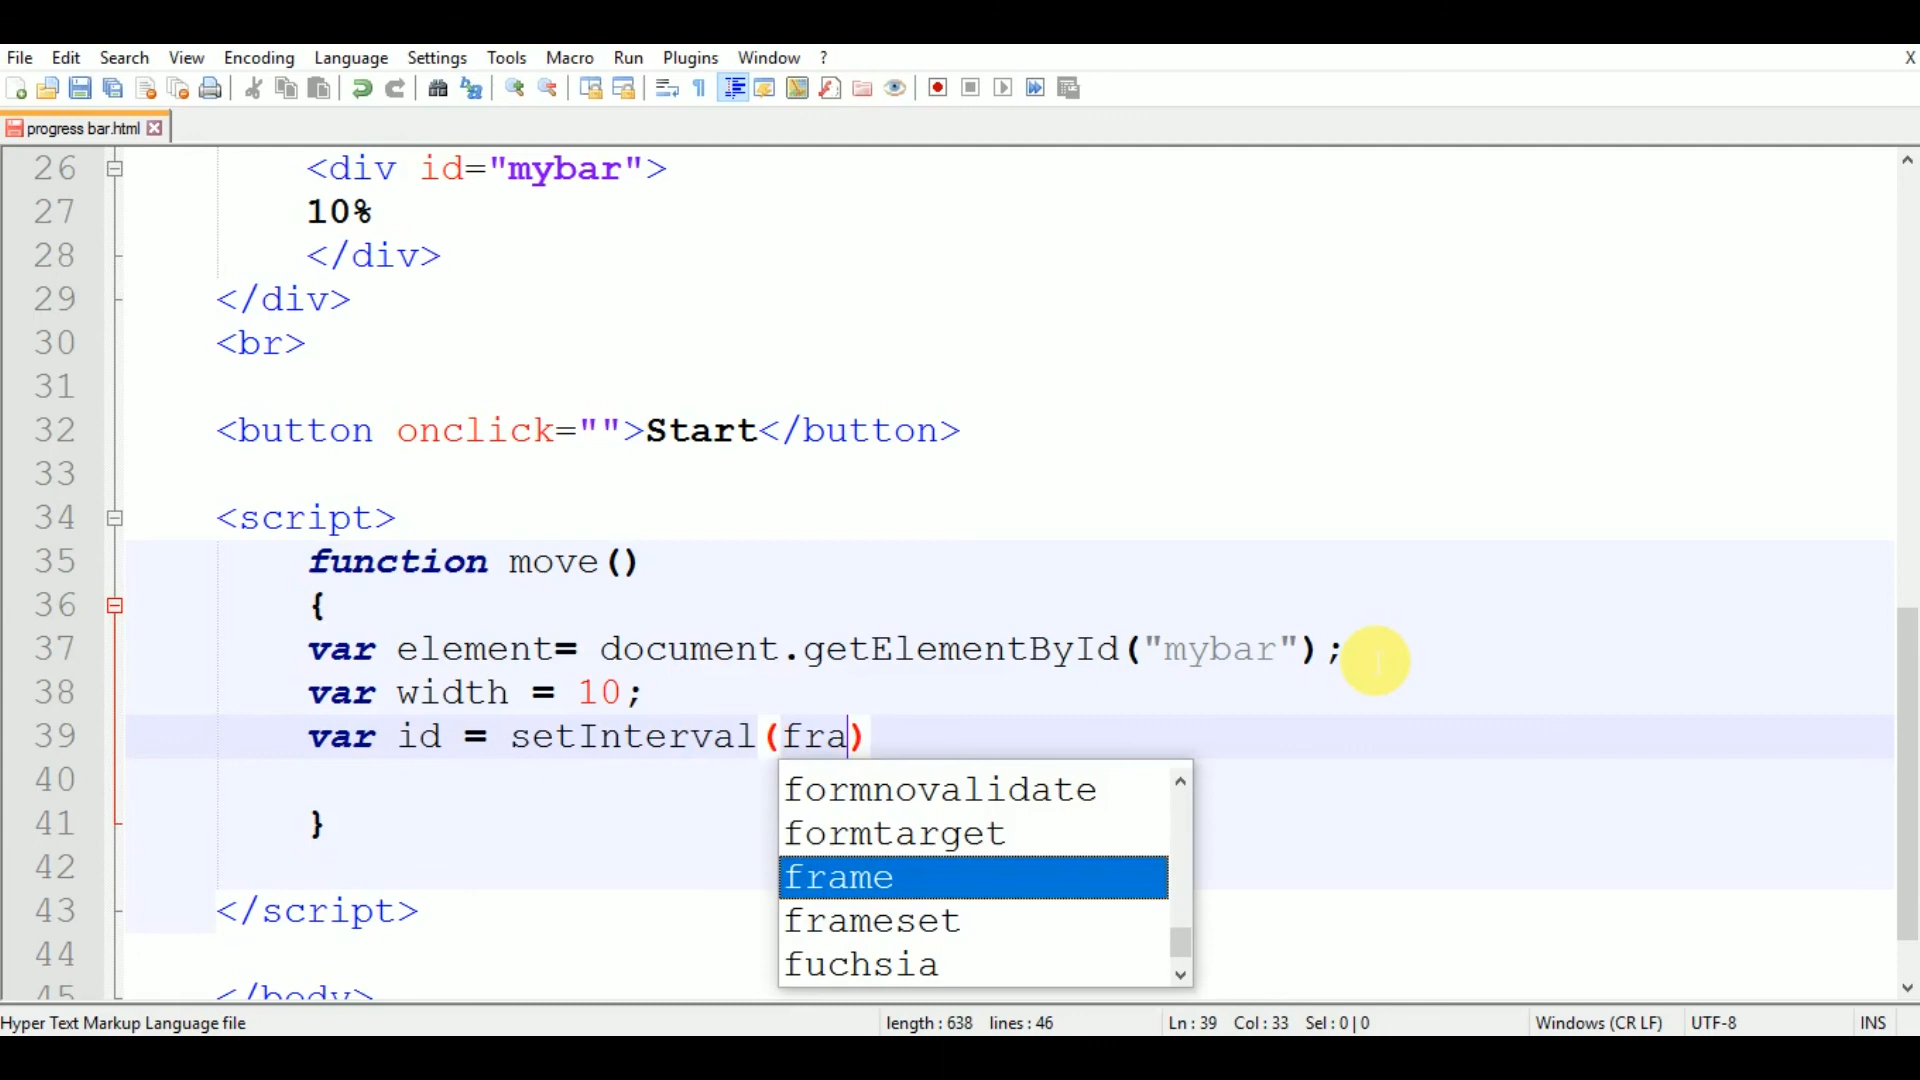 File Edit Search View Encoding Language Settings Tools Macro Run Plugins Window ? X
progress bar.html
26 <div id="mybar">
27 10%
28 </div>
29 </div>
30 <br>
31
32 <button onclick="">Start</button>
33
34 <script>
35 function move()
36 {
37 var element= document.getElementById("mybar");
38 var width = 10;
39 var id = setInterval(fra)
40
41 }
42
43 </script>
44
45 </body>
formnovalidate
formtarget
frame
frameset
fuchsia
Hyper Text Markup Language file length : 638 lines : 46 Ln : 39 Col : 33 Sel : 0 | 0 Windows (CR LF) UTF-8 INS